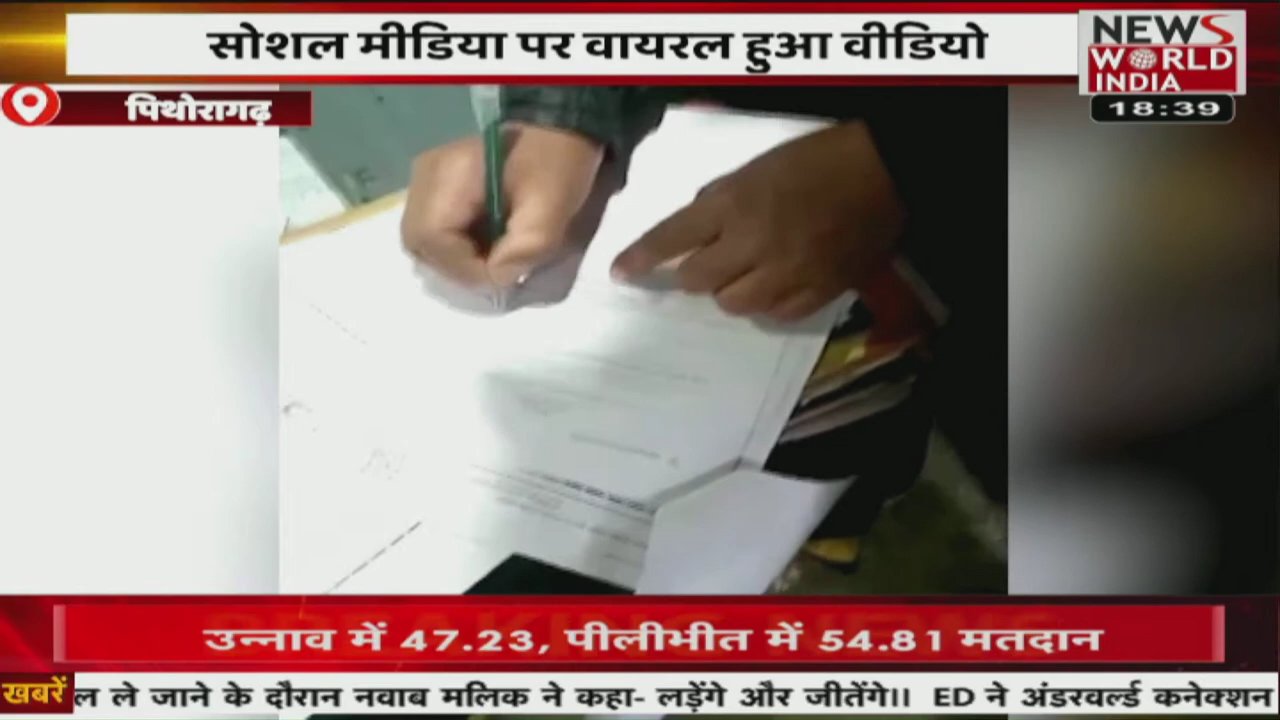 सोशल मीडिया पर वायरल हुआ वीडियो
NEWS
WORLD
INDIA
18:39
पिथोरागढ़
उन्नाव में 47.23, पीलीभीत में 54.81 मतदान
खबरें ल ले जाने के दौरान नवाब मलिक ने कहा- लड़ेंगे और जीतेंगे।। ED ने अंडरवर्ल्ड कनेक्शन